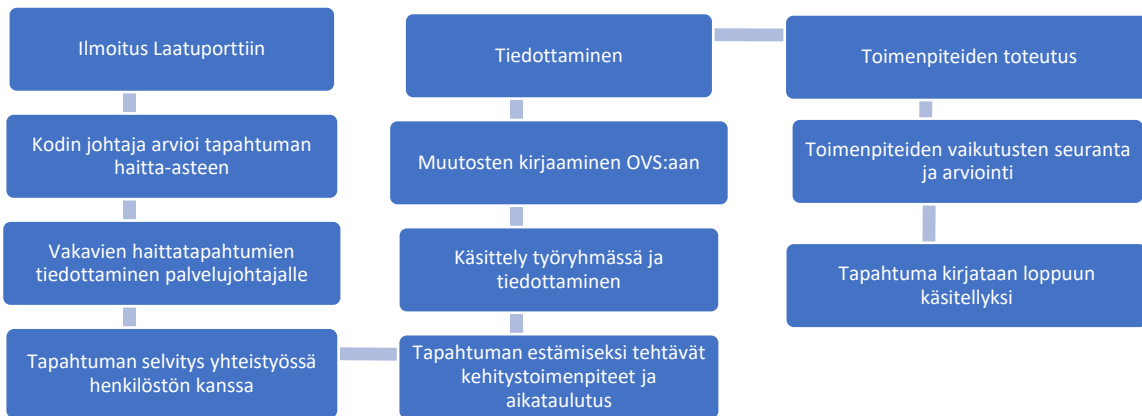 Ilmoitus Laatuporttiin
Kodin johtaja arvioi tapahtuman
haitta-asteen
Vakavien haittatapahtumien
tiedottaminen palvelujohtajalle
Tapahtuman selvitys yhteistyössä
henkilöstön kanssa
Tapahtuman estämiseksi tehtävät
kehitystoimenpiteet ja
aikataulutus
Käsittely työryhmässä ja
tiedottaminen
Muutosten kirjaaminen OVS:aan
Tiedottaminen
Toimenpiteiden toteutus
Toimenpiteiden vaikutusten seuranta
ja arviointi
Tapahtuma kirjataan loppuun
käsitellyksi